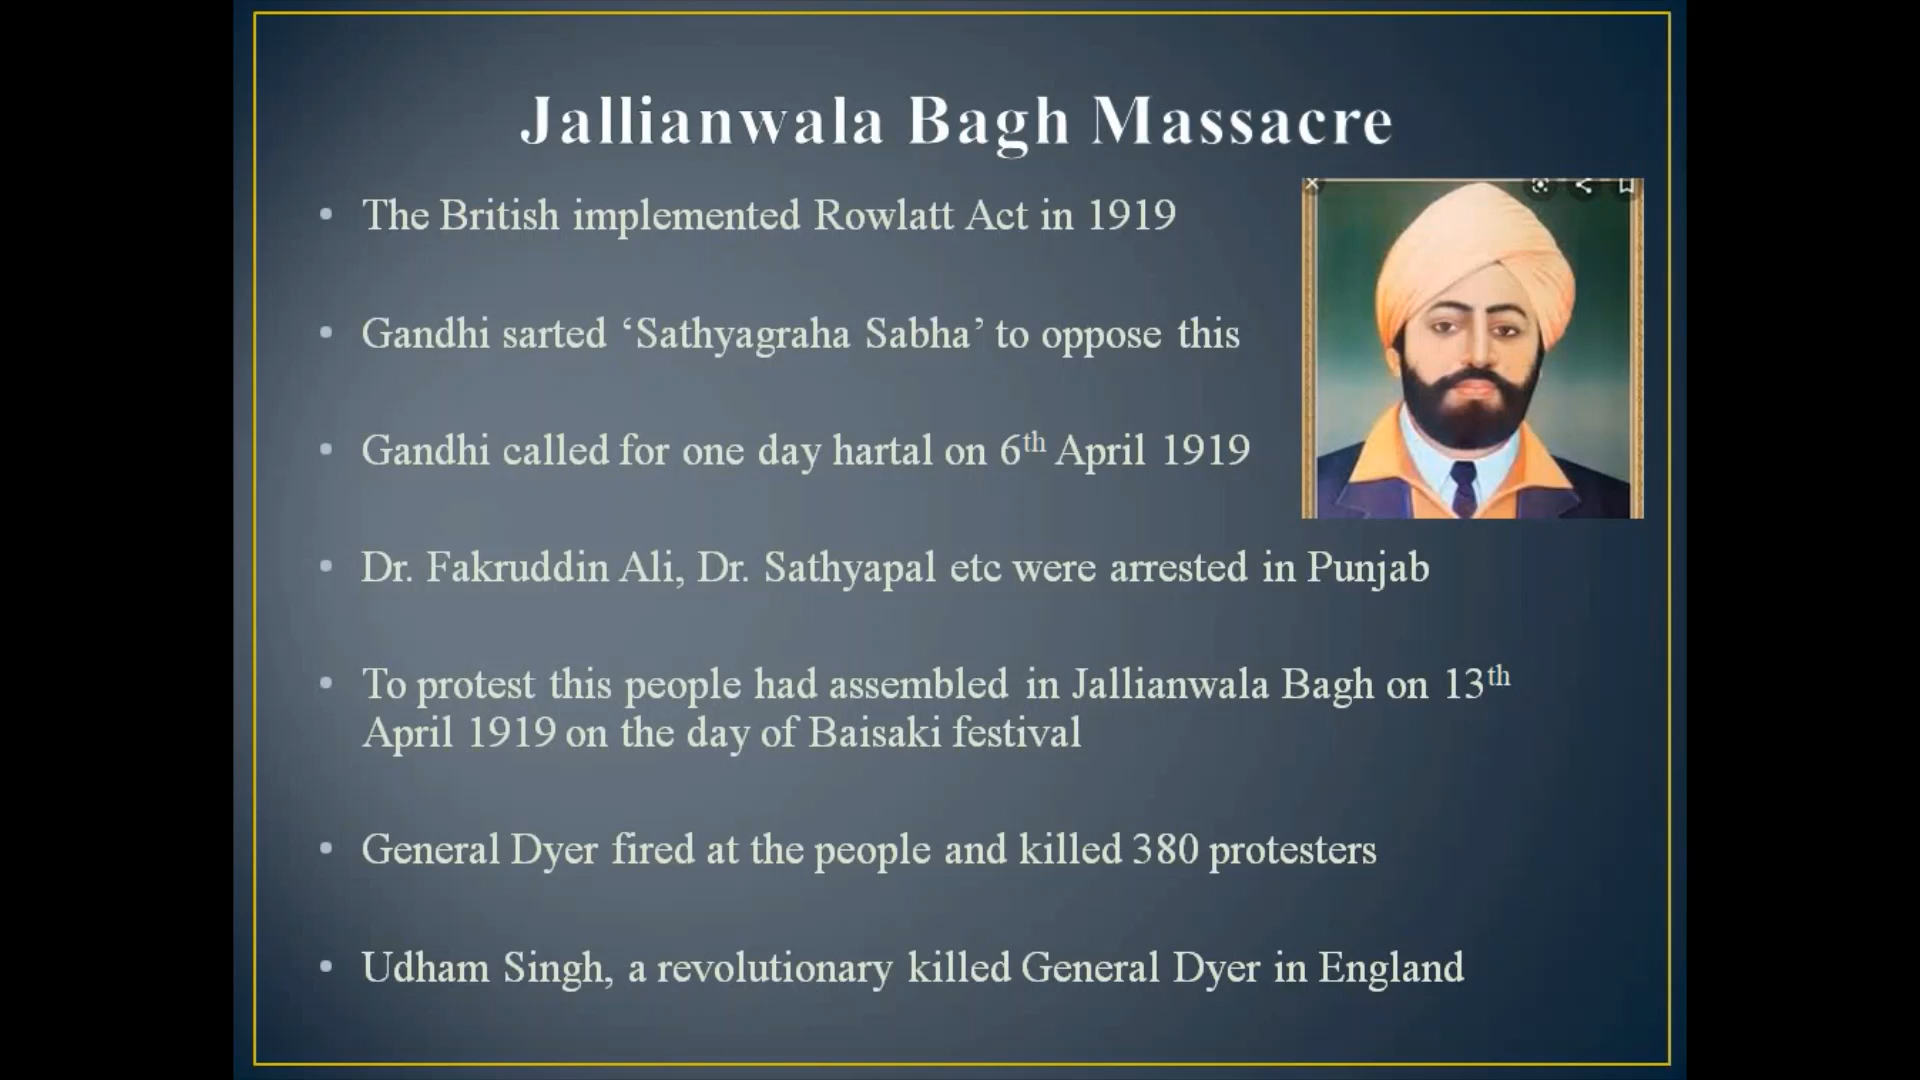 Jallianwala Bagh Massacre
• The British implemented Rowlatt Act in 1919
• Gandhi sarted ‘Sathyagraha Sabha’ to oppose this
• Gandhi called for one day hartal on 6th April 1919
• Dr. Fakruddin Ali, Dr. Sathyapal etc were arrested in Punjab
• To protest this people had assembled in Jallianwala Bagh on 13th
April 1919 on the day of Baisaki festival
• General Dyer fired at the people and killed 380 protesters
• Udham Singh, a revolutionary killed General Dyer in England